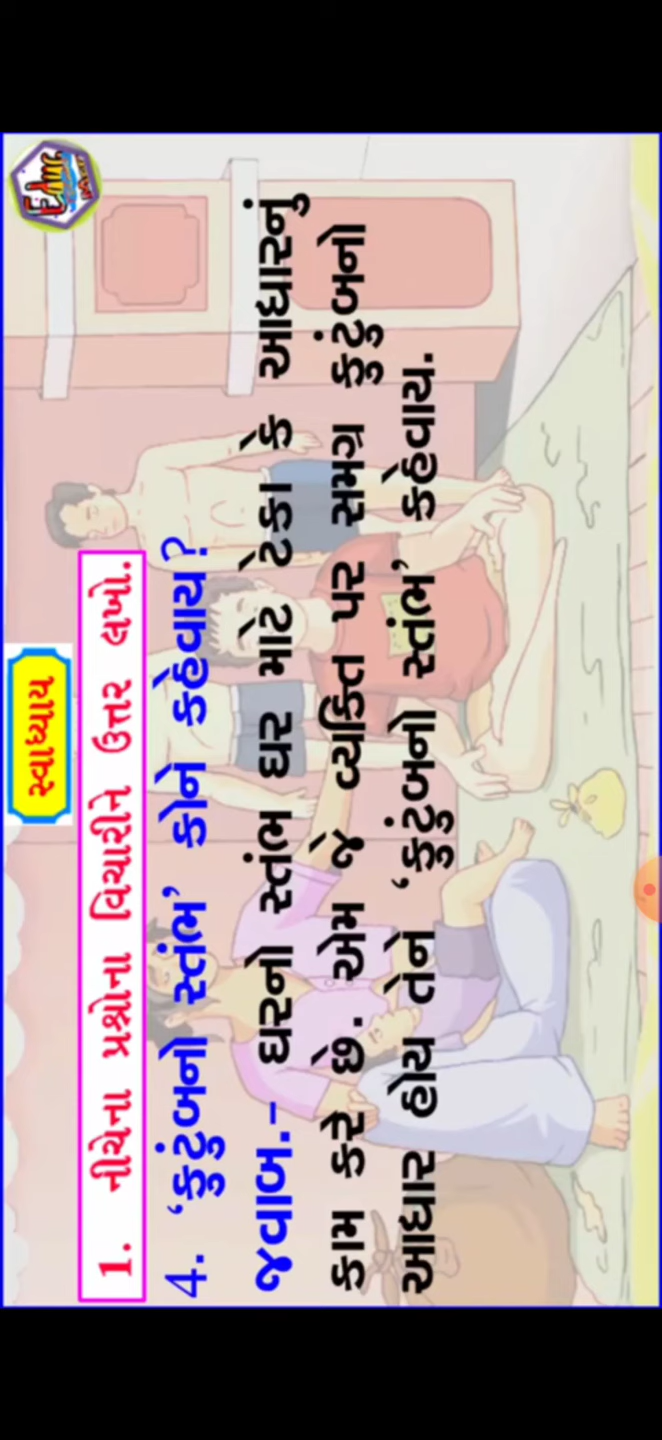 સ્વાધ્યાય
1. નીચેના પ્રશ્નોના વિચારીને ઉત્તર લખો.
4. ‘કુટુંબનો સ્તંભ’ કોને કહેવાય?
જવાબ.- ઘરનો સ્તંભ ઘર માટે ટેકા કે આધારનું
કામ કરે છે. એમ જે વ્યક્તિ પર સમગ્ર કુટુંબનો
આધાર હોય તેને ‘કુટુંબનો સ્તંભ’ કહેવાય.